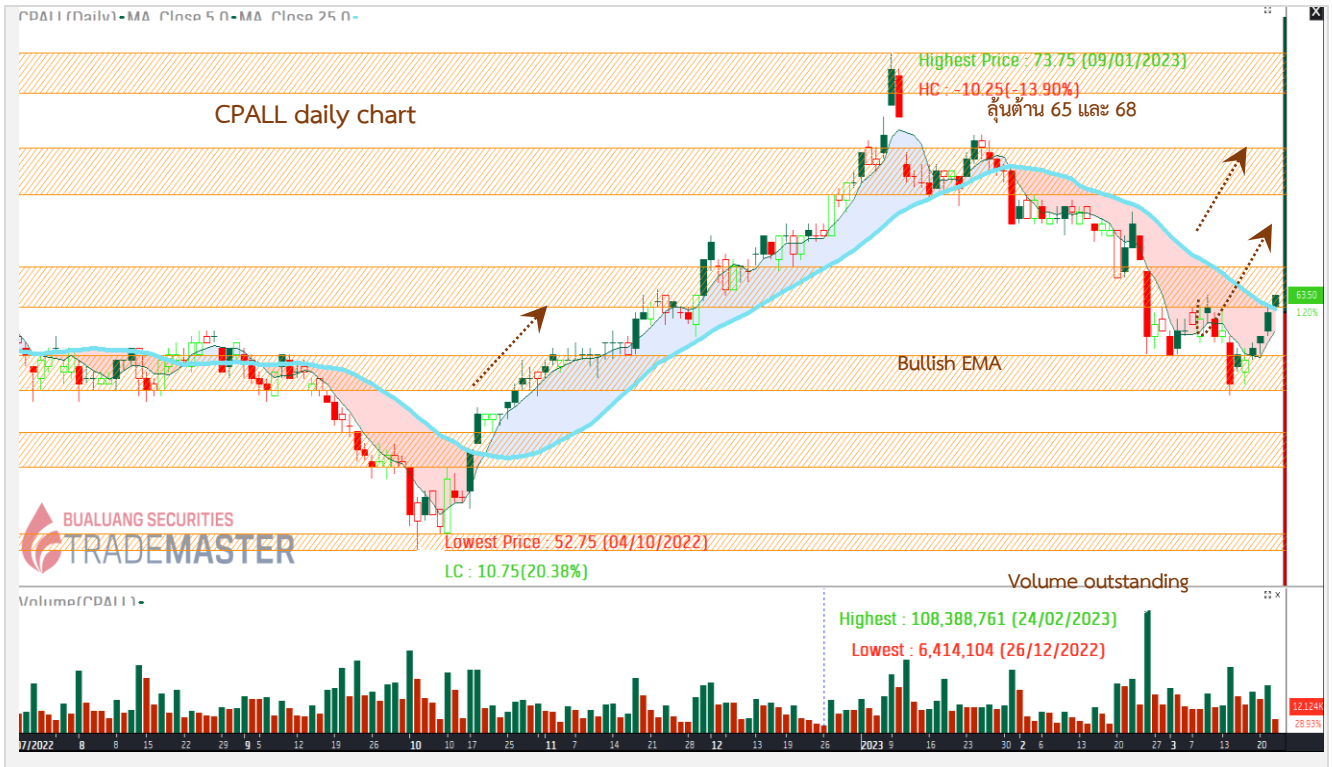 CPALL(Daily)-MA, Close 5,0-MA, Close 25,0-
X
Highest Price : 73.75 (09/01/2023)
HC : -10.25(-13.90%)
CPALL daily chart
ลุ้นต้าน 65 และ 68
63.50
1.20%
Bullish EMA
BUALUANG SECURITIES
TRADEMASTER
Lowest Price : 52.75 (04/10/2022)
LC : 10.75(20.38%)
Volume outstanding
Volume(CPALL)-
x
Highest : 108,388,761 (24/02/2023)
Lowest : 6,414,104 (26/12/2022)
12.124K
28.93%
07/2022 8 8 15 22 29 9 5 12 19 26 10 10 17 25 11 7 14 21 28 12 13 19 26 2023 9 16 23 30 2 6 13 20 27 3 7 13 20